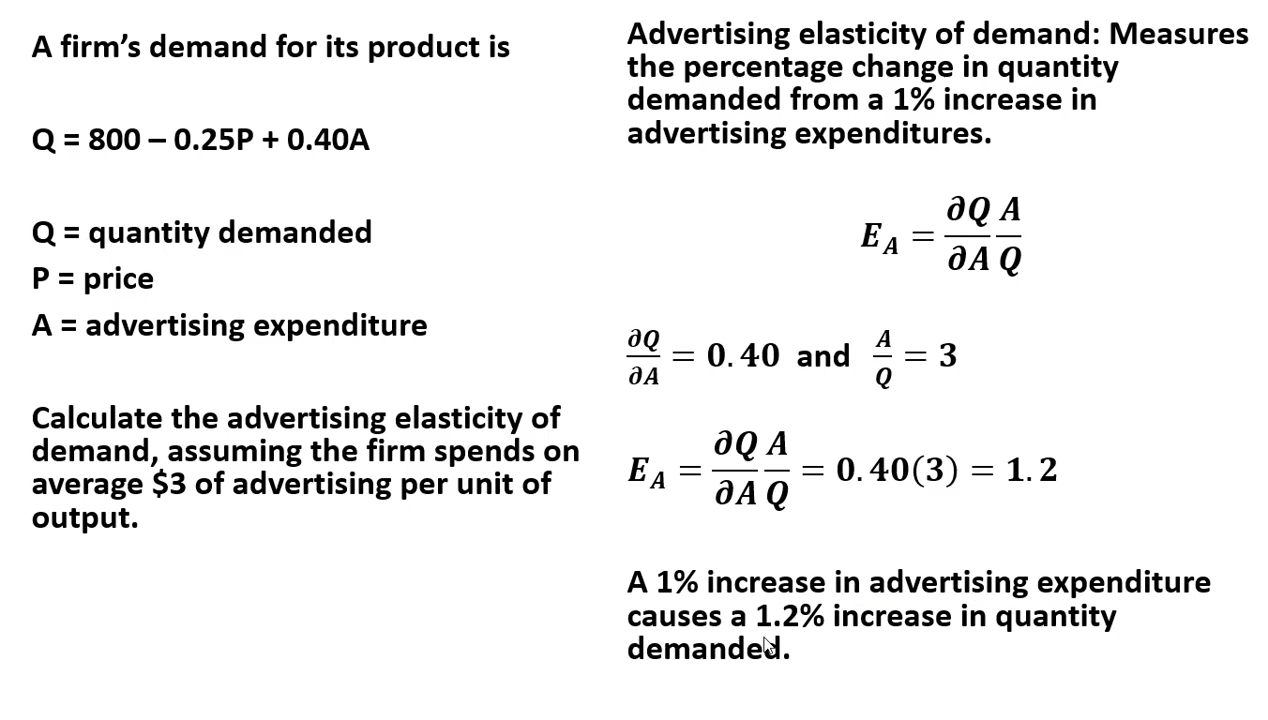 A firm’s demand for its product is
Q = 800 – 0.25P + 0.40A
Q = quantity demanded
P = price
A = advertising expenditure
Calculate the advertising elasticity of
demand, assuming the firm spends on
average $3 of advertising per unit of
output.
Advertising elasticity of demand: Measures
the percentage change in quantity
demanded from a 1% increase in
advertising expenditures.
E_A = ∂Q/∂A A/Q
∂Q/∂A = 0.40 and A/Q = 3
E_A = ∂Q/∂A A/Q = 0.40(3) = 1.2
A 1% increase in advertising expenditure
causes a 1.2% increase in quantity
demanded.